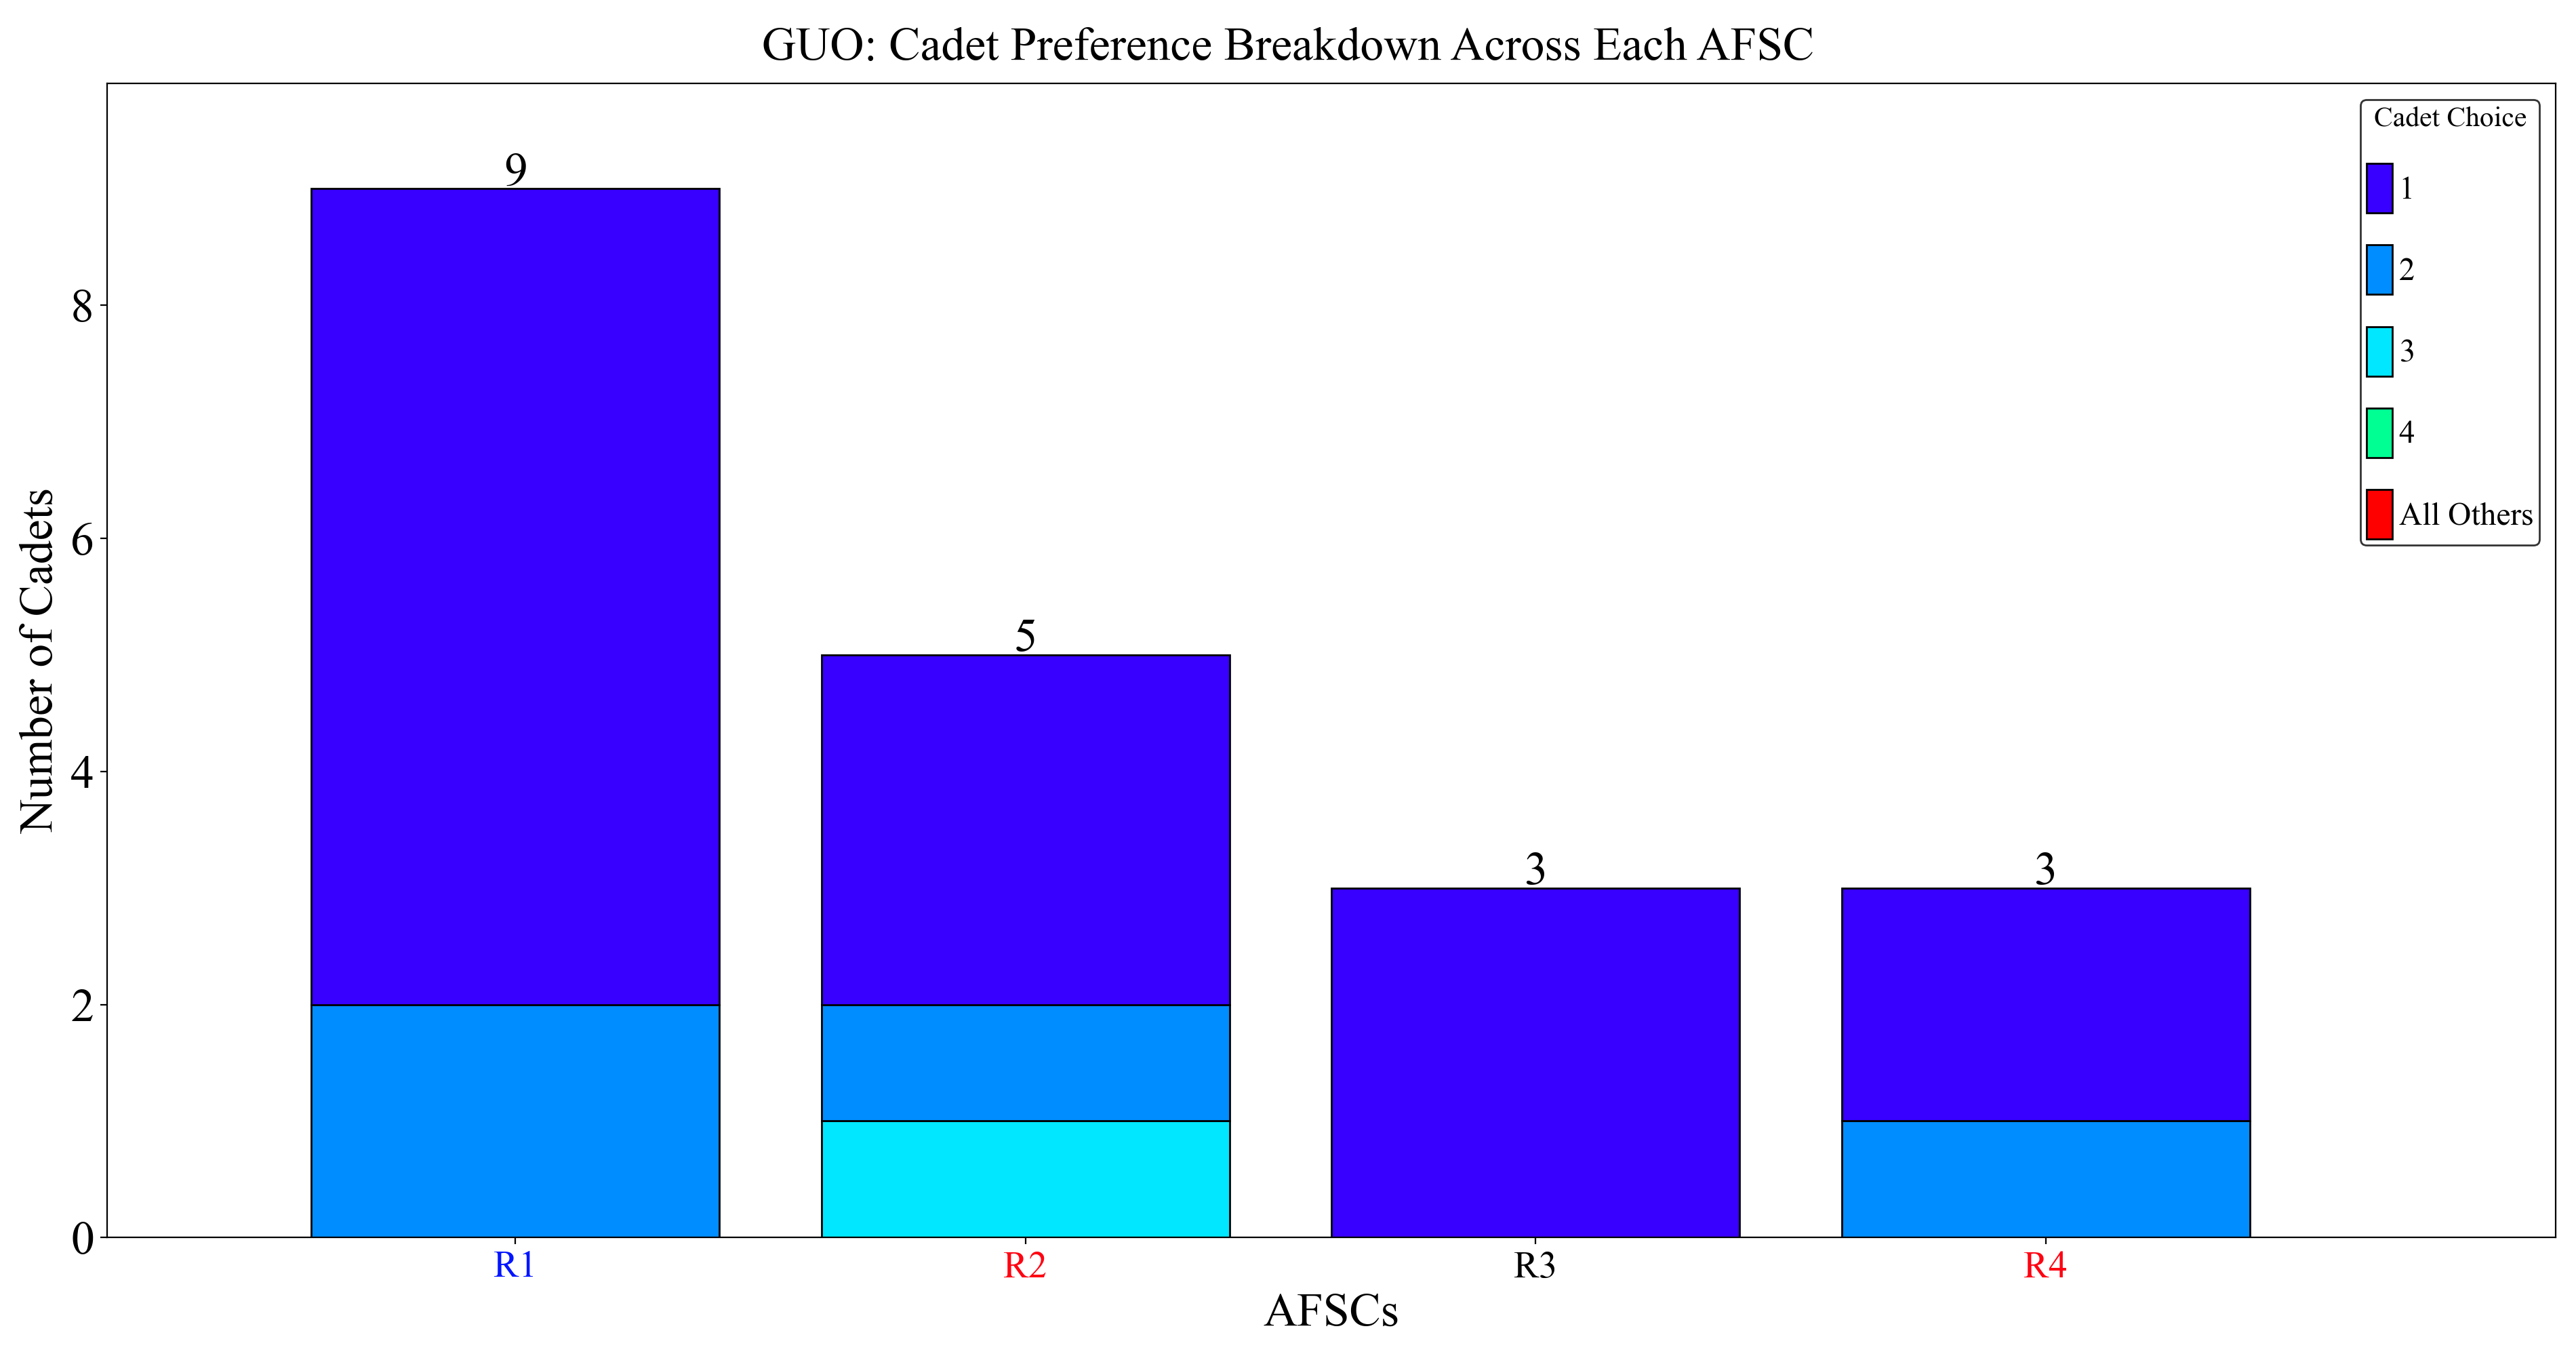 GUO: Cadet Preference Breakdown Across Each AFSC
Cadet Choice
1
2
3
4
All Others
9
5
3
3
Number of Cadets
8
6
4
2
0
R1
R2
R3
R4
AFSCs